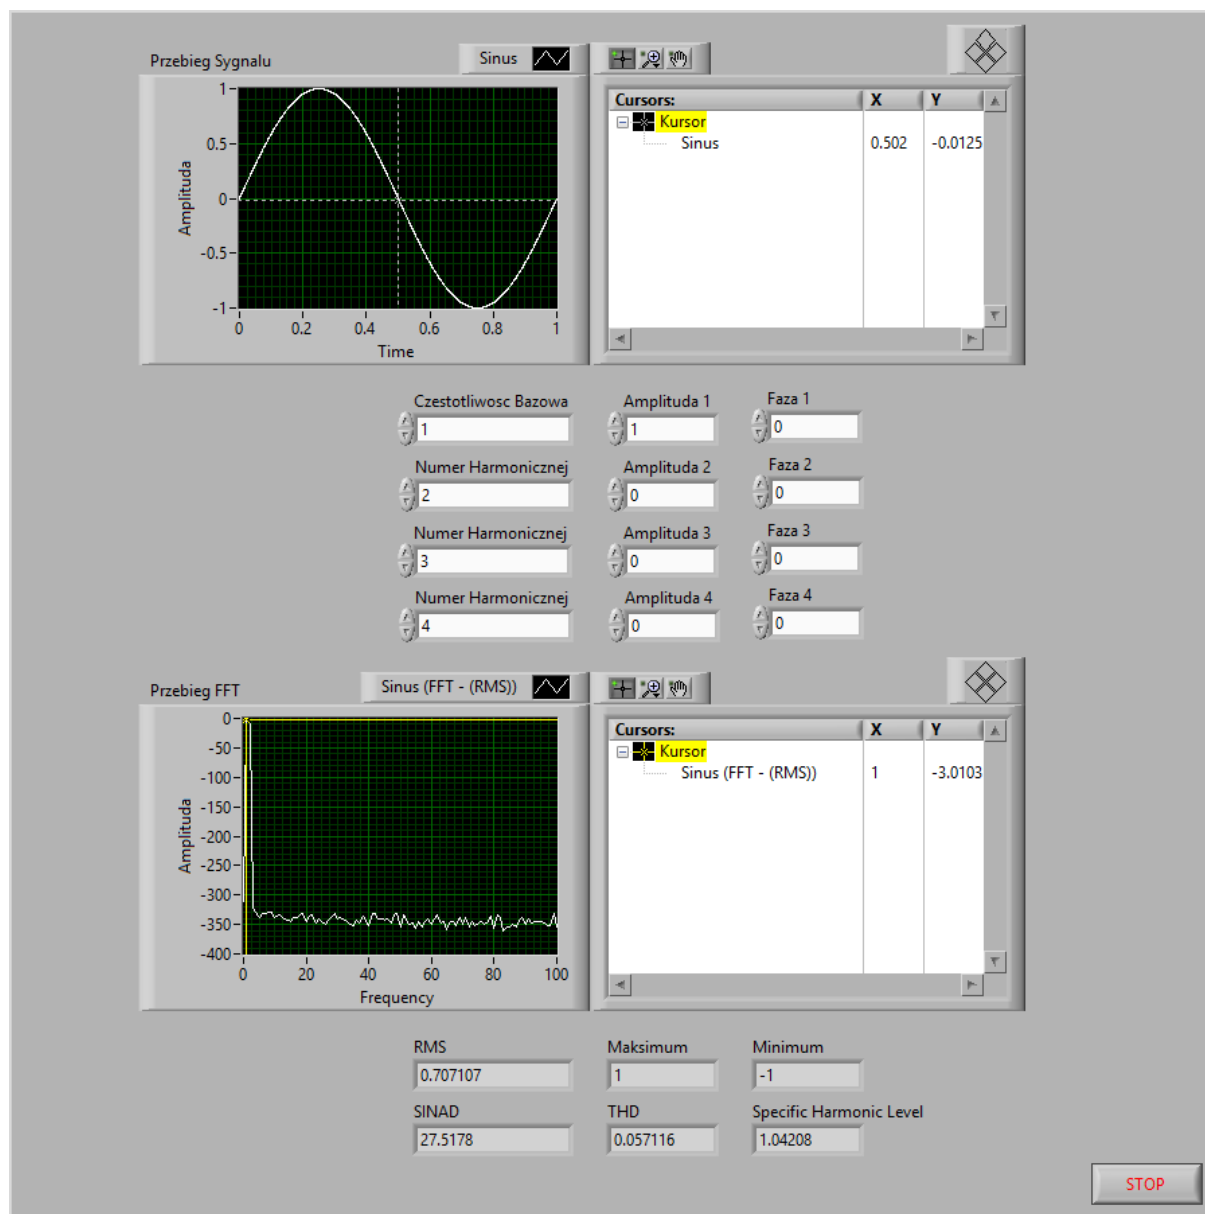 Przebieg Sygnalu
Sinus
1
0.5
0
-0.5
-1
Amplituda
0 0.2 0.4 0.6 0.8 1
Time
Cursors: X Y
Kursor
Sinus 0.502 -0.0125
Czestotliwosc Bazowa Amplituda 1 Faza 1
1 1 0
Numer Harmonicznej Amplituda 2 Faza 2
2 0 0
Numer Harmonicznej Amplituda 3 Faza 3
3 0 0
Numer Harmonicznej Amplituda 4 Faza 4
4 0 0
Przebieg FFT
Sinus (FFT - (RMS))
0
-50
-100
-150
-200
-250
-300
-350
-400
Amplituda
0 20 40 60 80 100
Frequency
Cursors: X Y
Kursor
Sinus (FFT - (RMS)) 1 -3.0103
RMS Maksimum Minimum
0.707107 1 -1
SINAD THD Specific Harmonic Level
27.5178 0.057116 1.04208
STOP